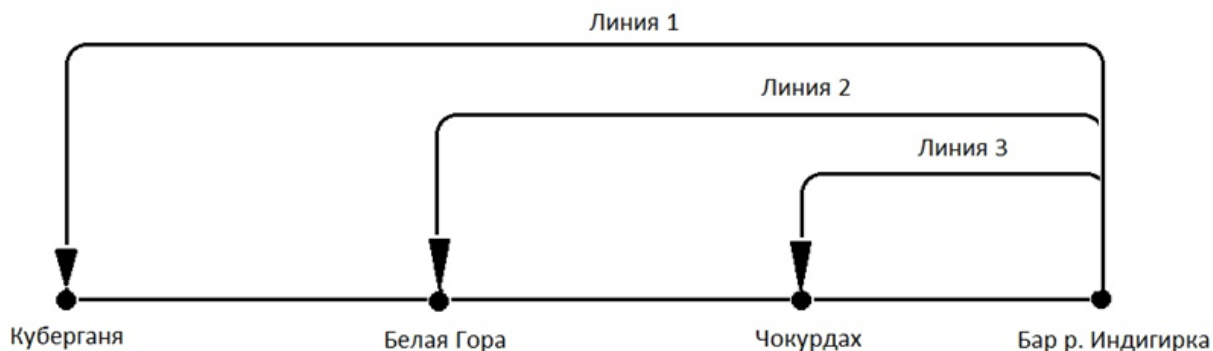 Линия 1
Линия 2
Линия 3
Куберганя
Белая Гора
Чокурдах
Бар р. Индигирка